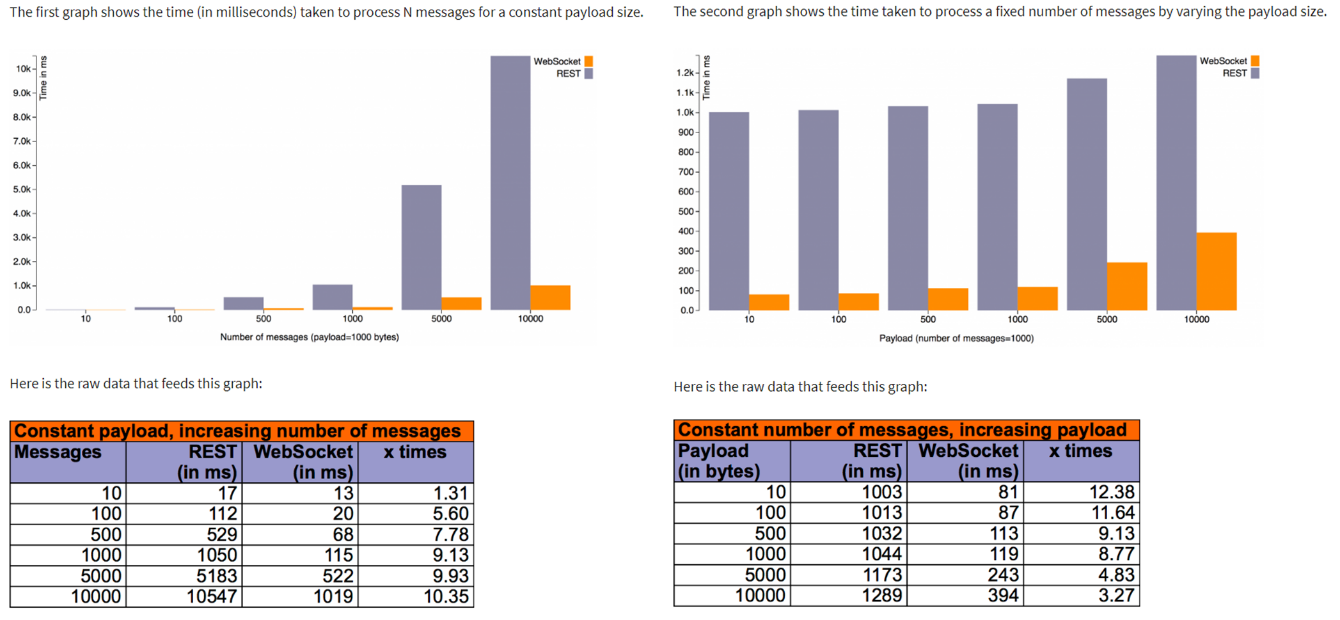 The first graph shows the time (in milliseconds) taken to process N messages for a constant payload size.
Time in ms
WebSocket
REST
10k
9.0k
8.0k
7.0k
6.0k
5.0k
4.0k
3.0k
2.0k
1.0k
0.0
10 100 500 1000 5000 10000
Number of messages (payload=1000 bytes)
Here is the raw data that feeds this graph:
Constant payload, increasing number of messages
Messages REST WebSocket x times
(in ms) (in ms)
10 17 13 1.31
100 112 20 5.60
500 529 68 7.78
1000 1050 115 9.13
5000 5183 522 9.93
10000 10547 1019 10.35
The second graph shows the time taken to process a fixed number of messages by varying the payload size.
Time in ms
WebSocket
REST
1.2k
1.1k
1.0k
900
800
700
600
500
400
300
200
100
0.0
10 100 500 1000 5000 10000
Payload (number of messages=1000)
Here is the raw data that feeds this graph:
Constant number of messages, increasing payload
Payload REST WebSocket x times
(in bytes) (in ms) (in ms)
10 1003 81 12.38
100 1013 87 11.64
500 1032 113 9.13
1000 1044 119 8.77
5000 1173 243 4.83
10000 1289 394 3.27